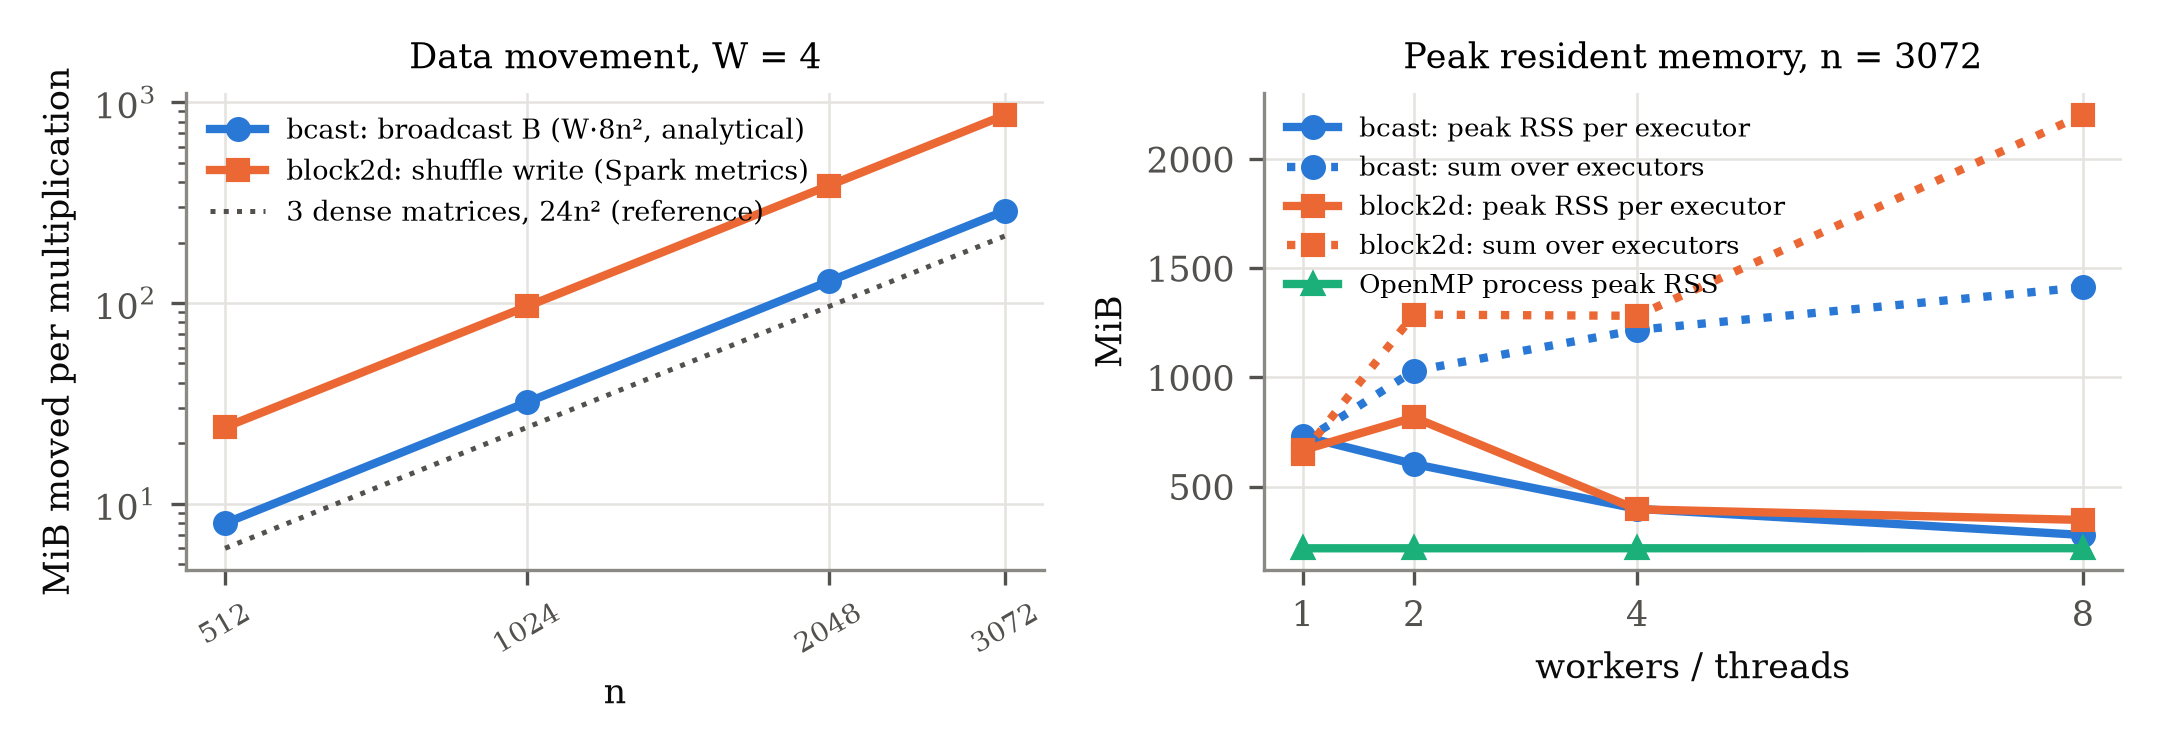 Data movement, W = 4
MiB moved per multiplication
10³
10²
10¹
bcast: broadcast B (W·8n², analytical)
block2d: shuffle write (Spark metrics)
3 dense matrices, 24n² (reference)
512
1024
2048
3072
n
Peak resident memory, n = 3072
MiB
2000
1500
1000
500
bcast: peak RSS per executor
bcast: sum over executors
block2d: peak RSS per executor
block2d: sum over executors
OpenMP process peak RSS
1
2
4
8
workers / threads